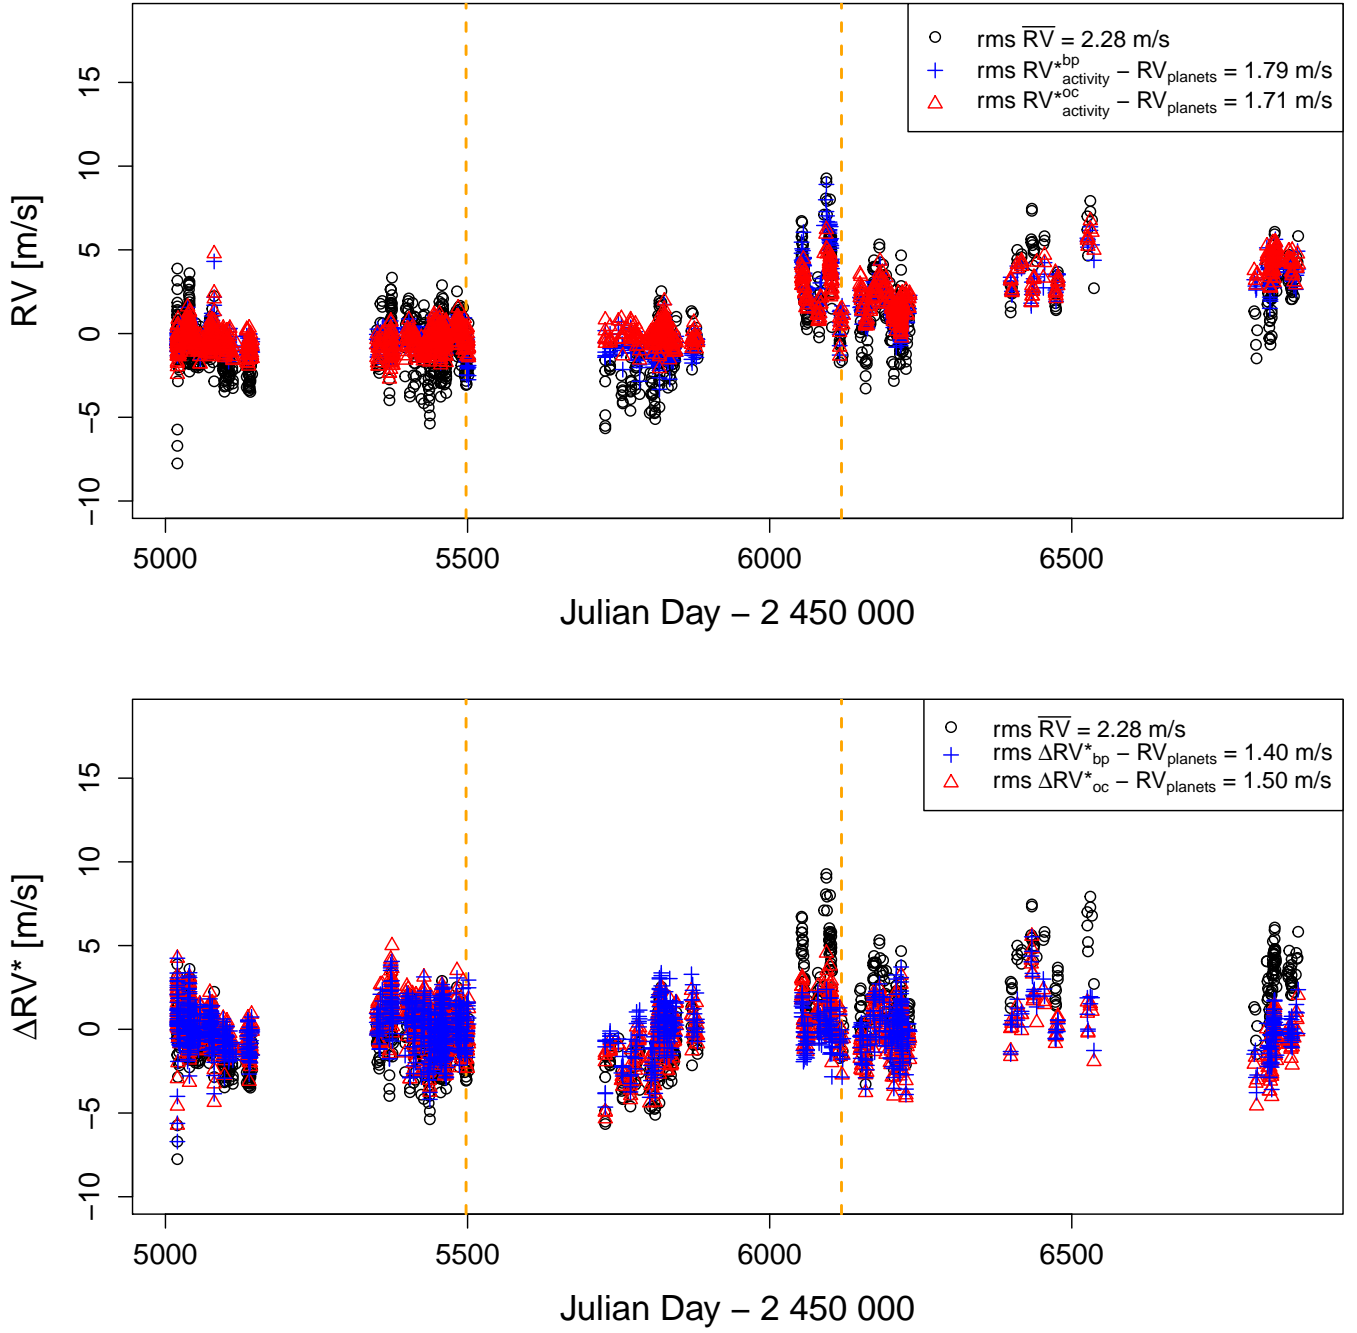 rms RV = 2.28 m/s
rms RV*bp activity − RVplanets = 1.79 m/s
rms RV*oc activity − RVplanets = 1.71 m/s
RV [m/s]
15
10
5
0
−5
−10
5000 5500 6000 6500
Julian Day − 2 450 000
rms RV = 2.28 m/s
rms ΔRV*bp − RVplanets = 1.40 m/s
rms ΔRV*oc − RVplanets = 1.50 m/s
ΔRV* [m/s]
15
10
5
0
−5
−10
5000 5500 6000 6500
Julian Day − 2 450 000